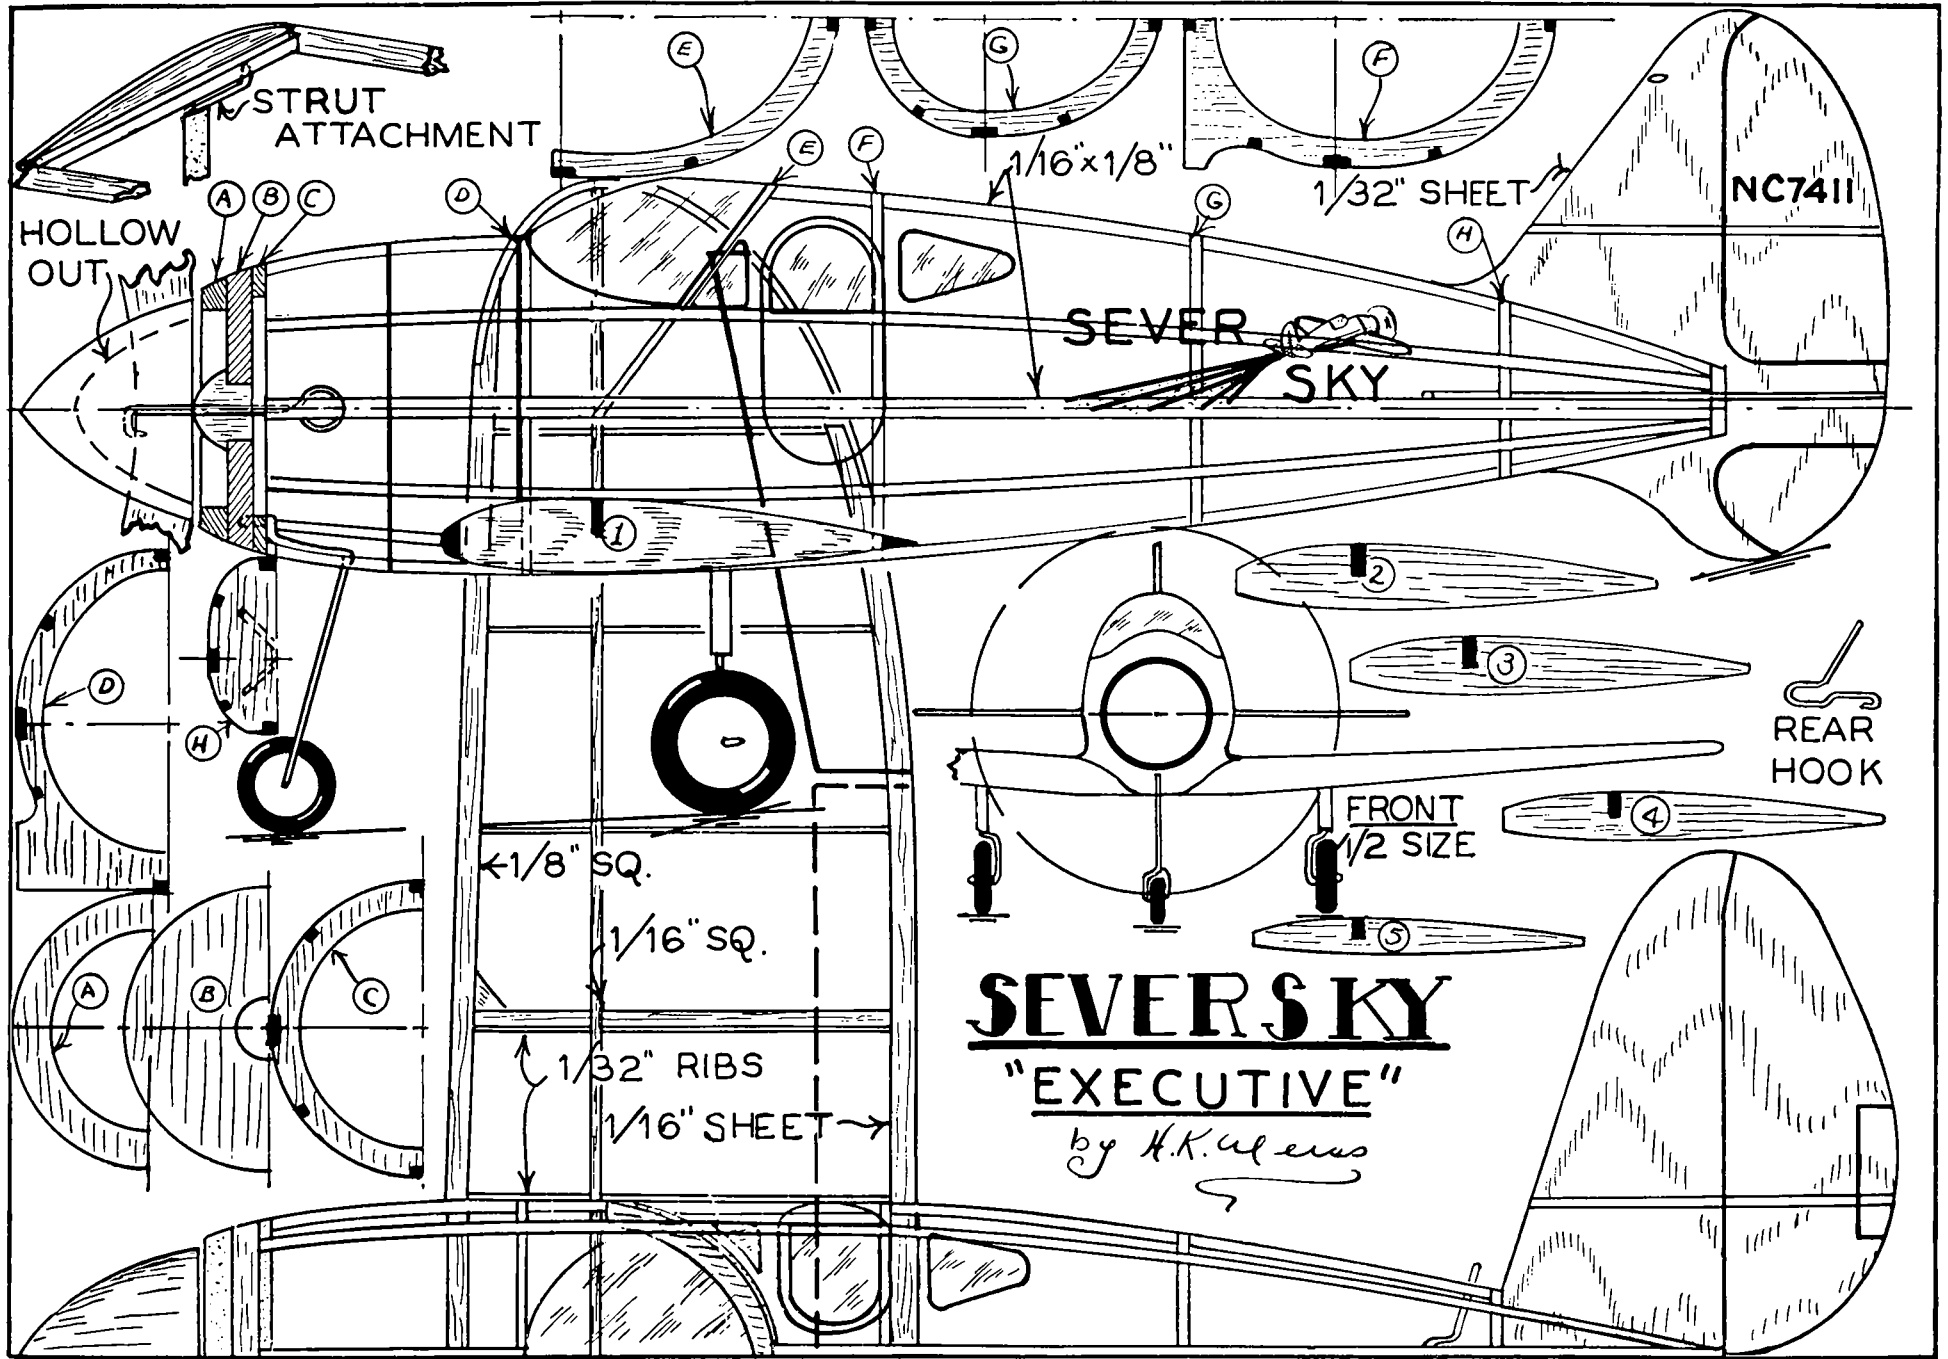 E
G
F
STRUT
ATTACHMENT
1/16"x1/8"
1/32" SHEET
NC7411
A B C
D
E
F
G
H
HOLLOW
OUT
SEVER
SKY
1
2
3
4
5
D
H
REAR
HOOK
FRONT
1/2 SIZE
1/8" SQ.
1/16" SQ.
A
B
C
1/32" RIBS
1/16" SHEET
SEVERSKY
"EXECUTIVE"
by H.K.